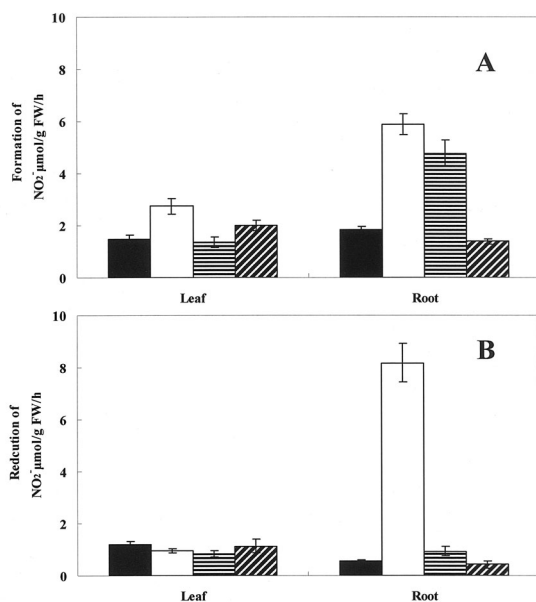 10
A
8
6
4
2
0
Formation of
NO2- µmol/g FW/h
Leaf
Root
10
B
8
6
4
2
0
Redcution of
NO2- µmol/g FW/h
Leaf
Root